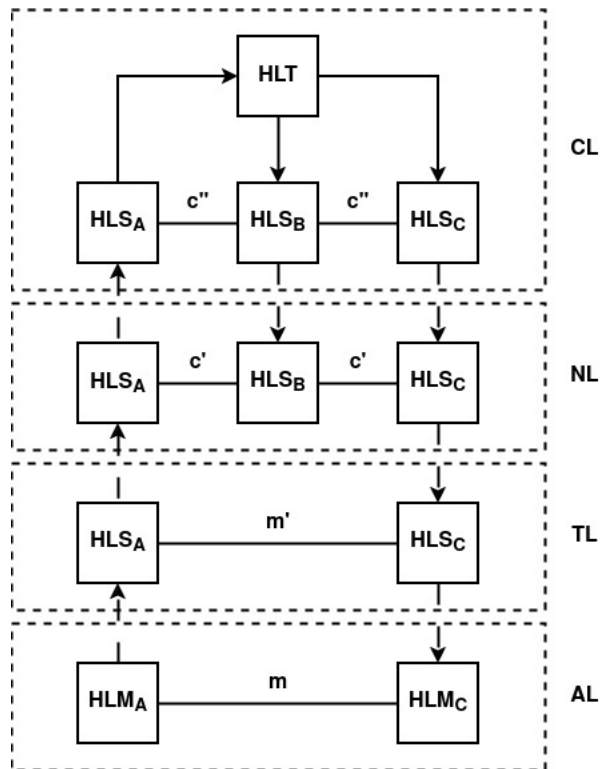 HLT
CL
c" c"
HLSA HLSB HLSC
c' c'
HLSA HLSB HLSC
NL
m'
HLSA HLSC
TL
m
HLMA HLMC
AL